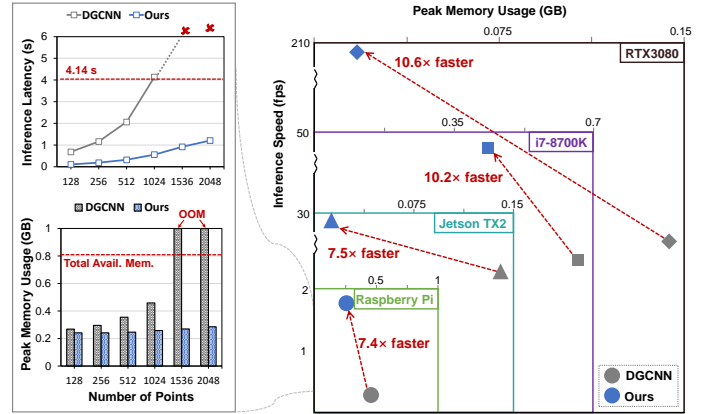 DGCNN Ours
Inference Latency (s)
6
5
4
3
2
1
0
4.14 s
128 256 512 1024 1536 2048
DGCNN Ours
OOM
Peak Memory Usage (GB)
1
0.8
0.6
0.4
0.2
0
Total Avail. Mem.
128 256 512 1024 1536 2048
Number of Points
Peak Memory Usage (GB)
0.075 0.15
Inference Speed (fps)
210
RTX3080
10.6× faster
50
0.35 0.7
i7-8700K
10.2× faster
30
0.075 0.15
Jetson TX2
7.5× faster
2
0.5 1
Raspberry Pi
1
7.4× faster
DGCNN
Ours